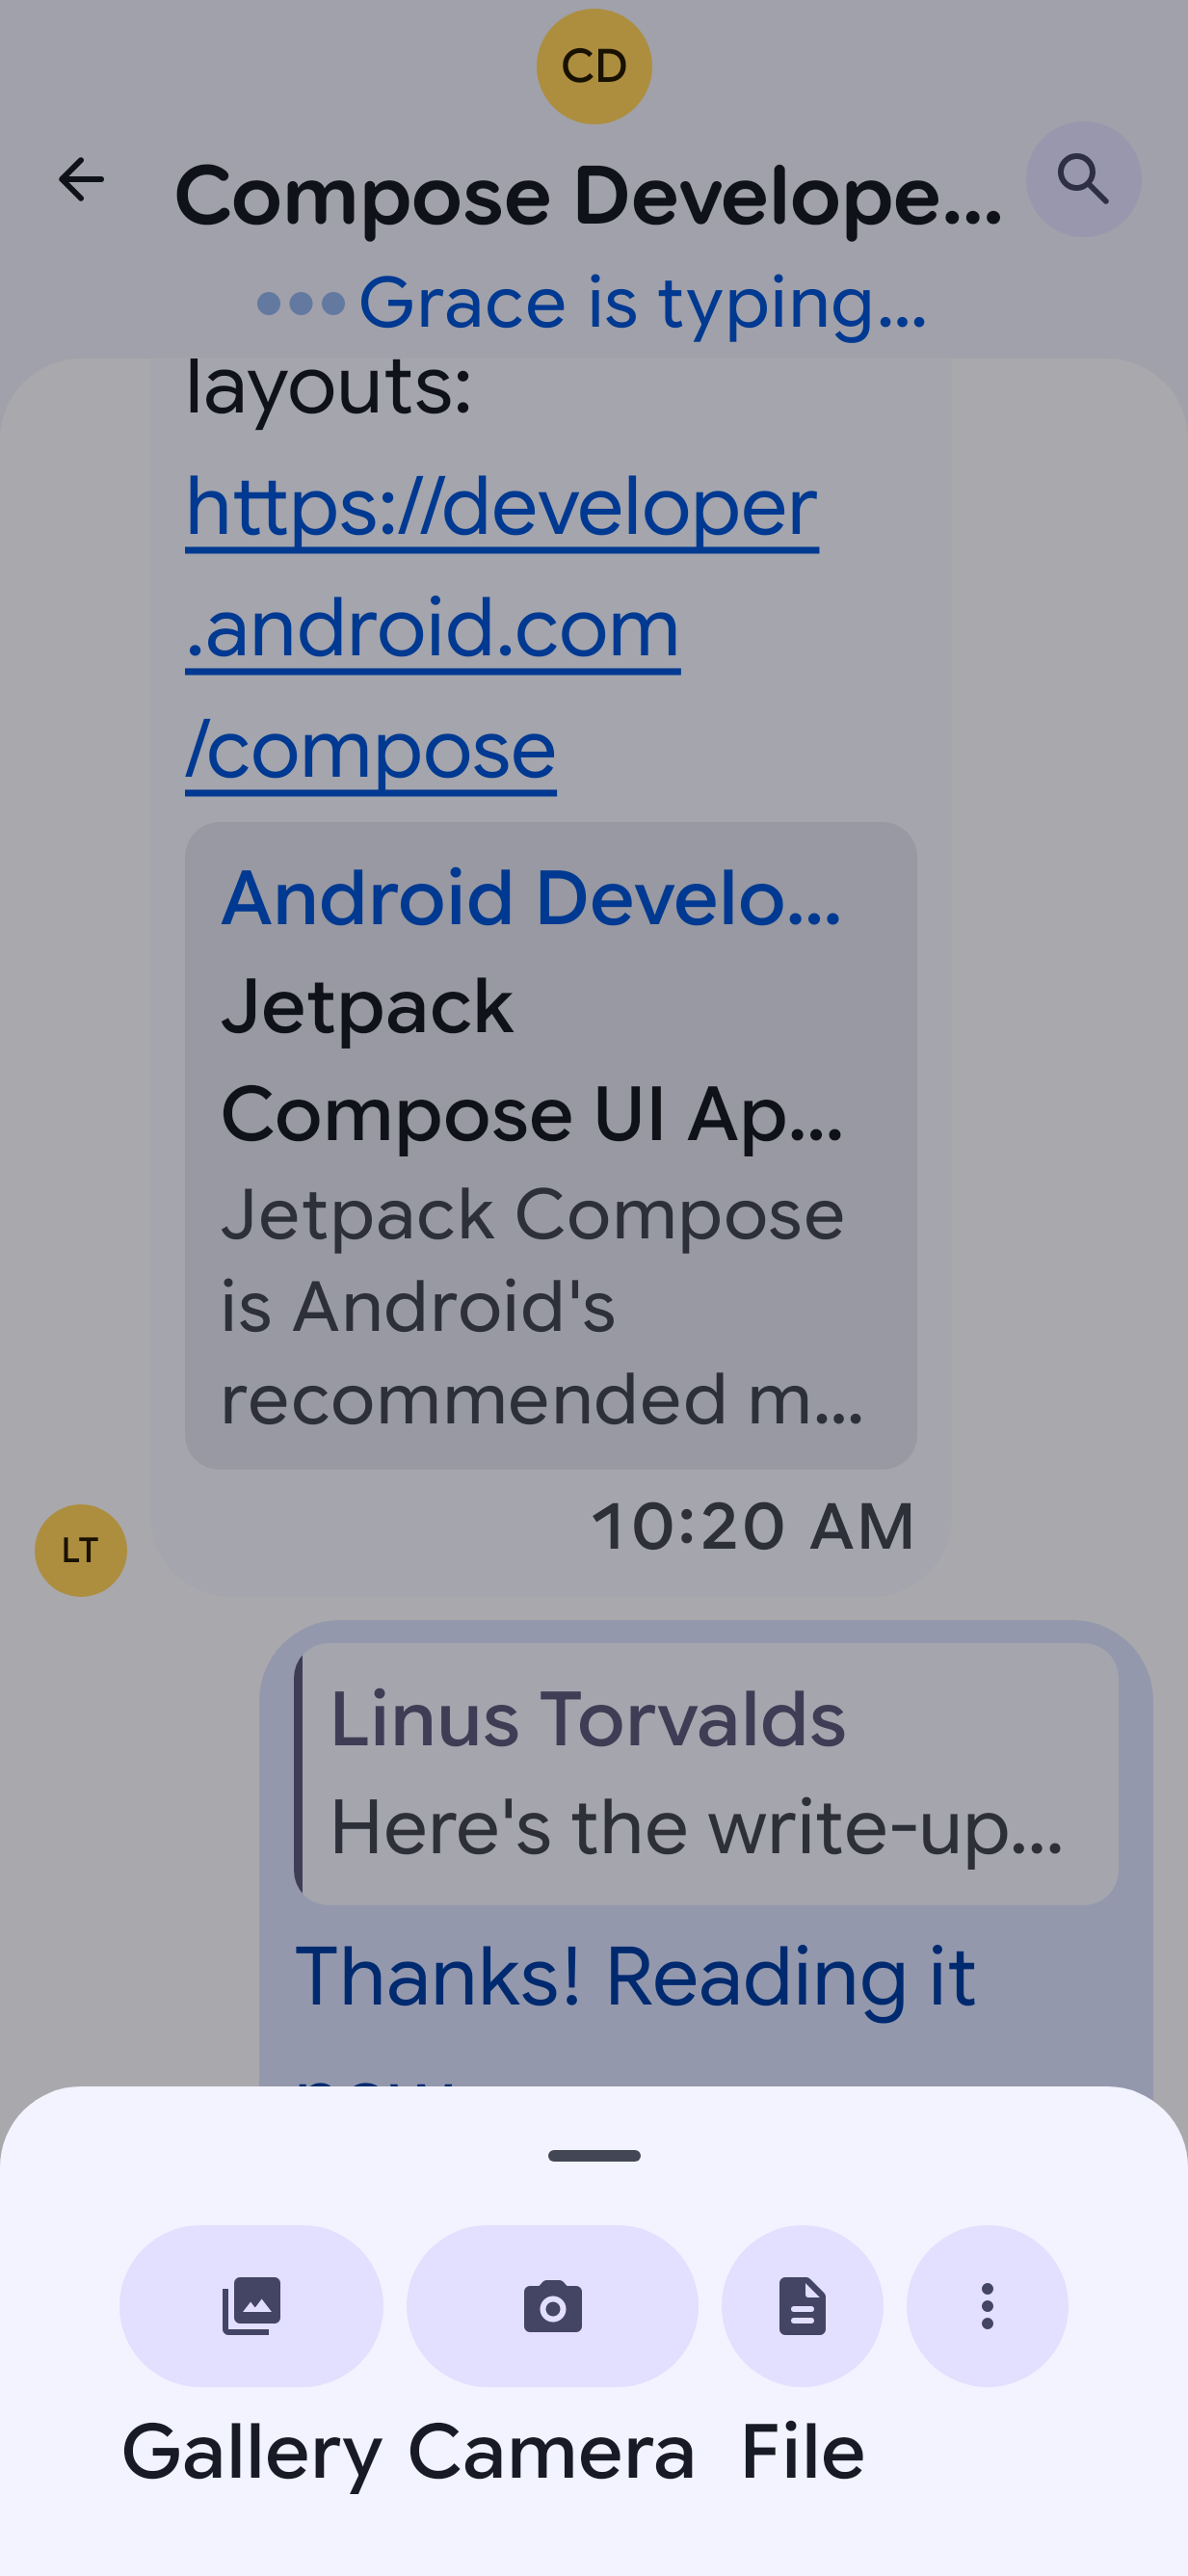 CD
Compose Develope...
Grace is typing...
layouts:
https://developer
.android.com
/compose
Android Develo...
Jetpack
Compose UI Ap...
Jetpack Compose
is Android's
recommended m...
10:20 AM
LT
Linus Torvalds
Here's the write-up...
Thanks! Reading it
Gallery Camera File